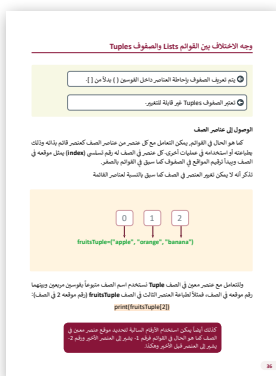 وجه الاختلاف بين القوائم Lists والصفوف Tuples
يتم تعريف الصفوف بإحاطة العناصر داخل القوسين ( ) بدلاً من [ ].
تعتبر الصفوف Tuples غير قابلة للتغيير.
الوصول إلى عناصر الصف
كما هو الحال في القوائم، يمكن التعامل مع كل عنصر من عناصر الصف كعنصر قائم بذاته وذلك
بطباعته أو استخدامه في عمليات أخرى. كل عنصر في الصف له رقم تسلسلي (index) يمثل موقعه في
الصف ويبدأ ترقيم المواقع في الصفوف كما سبق في القوائم بالصفر.
تذكر أنه لا يمكن تغيير العنصر في الصف كما سبق بالنسبة لعناصر القائمة
0 1 2
fruitsTuple=("apple", "orange", "banana")
وللتعامل مع عنصر معين في الصف Tuple تستخدم اسم الصف متبوعاً بقوسين مربعين وبينهما
رقم موقعه في الصف، فمثلاً لطباعة العنصر الثالث في الصف fruitsTuple (رقم موقعه 2 في الصف):
print(fruitsTuple[2])
كذلك أيضاً يمكن استخدام الأرقام السالبة لتحديد موقع عنصر معين في
الصف كما هو الحال في القوائم فرقم 1- يشير إلى العنصر الأخير ورقم 2-
يشير إلى العنصر قبل الأخير وهكذا.
36